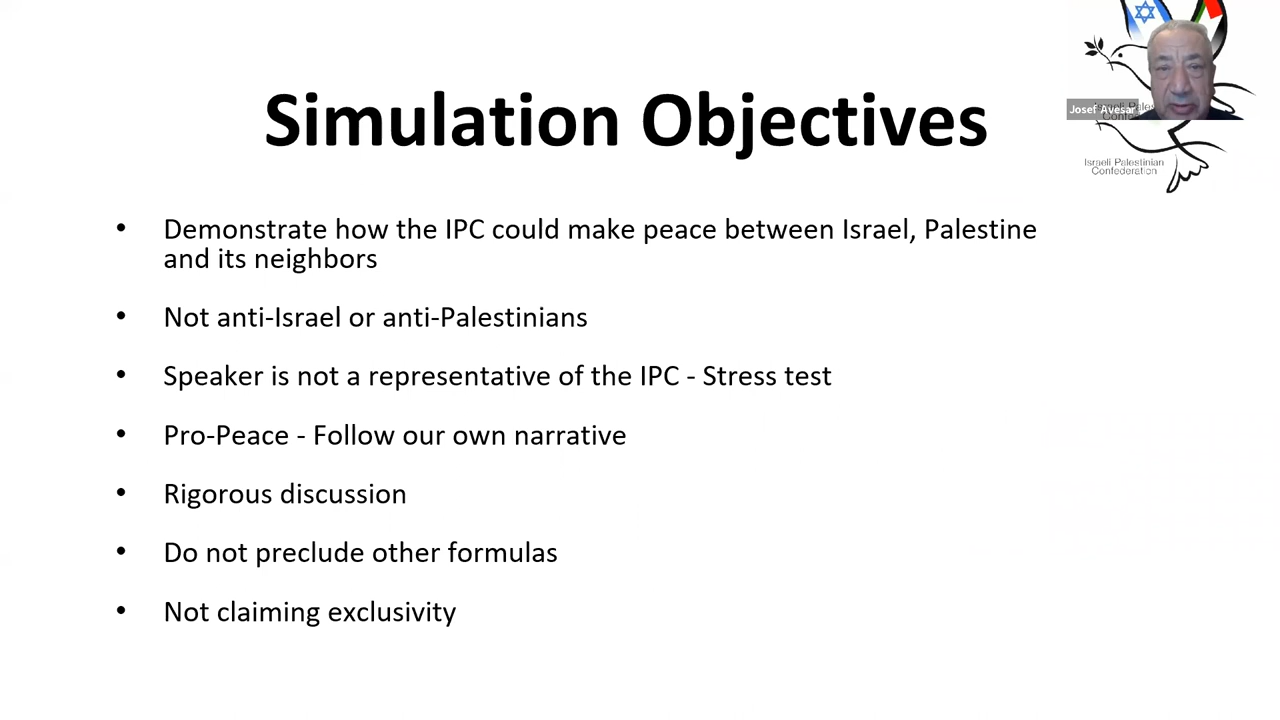 Simulation Objectives
Josef Avesar
Israeli Palestinian
Confederation
• Demonstrate how the IPC could make peace between Israel, Palestine
and its neighbors
• Not anti-Israel or anti-Palestinians
• Speaker is not a representative of the IPC - Stress test
• Pro-Peace - Follow our own narrative
• Rigorous discussion
• Do not preclude other formulas
• Not claiming exclusivity